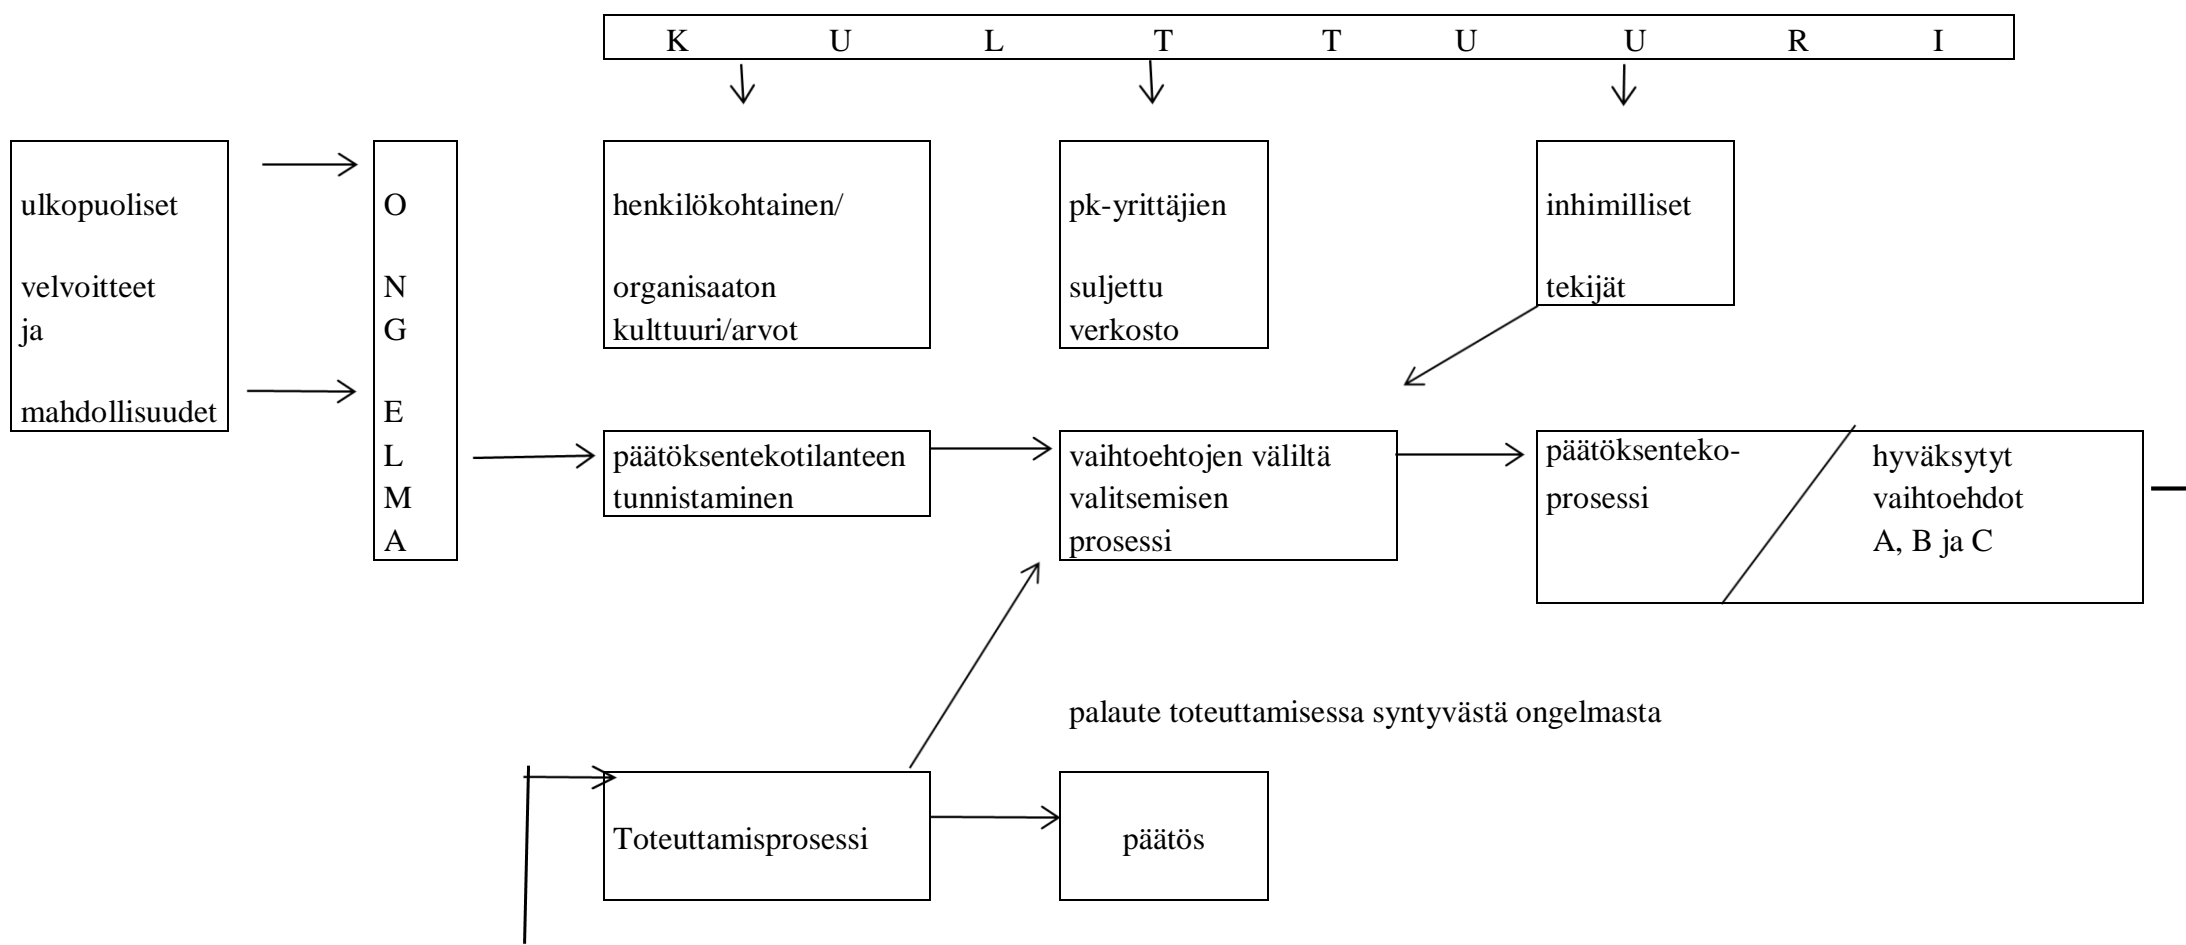 K U L T T U U R I
ulkopuoliset
velvoitteet
ja
mahdollisuudet
O
N
G
E
L
M
A
henkilökohtainen/
organisaaton
kulttuuri/arvot
pk-yrittäjien
suljettu
verkosto
inhimilliset
tekijät
päätöksentekotilanteen
tunnistaminen
vaihtoehtojen väliltä
valitsemisen
prosessi
päätöksenteko-
prosessi
hyväksytyt
vaihtoehdot
A, B ja C
palaute toteuttamisessa syntyvästä ongelmasta
Toteuttamisprosessi
päätös